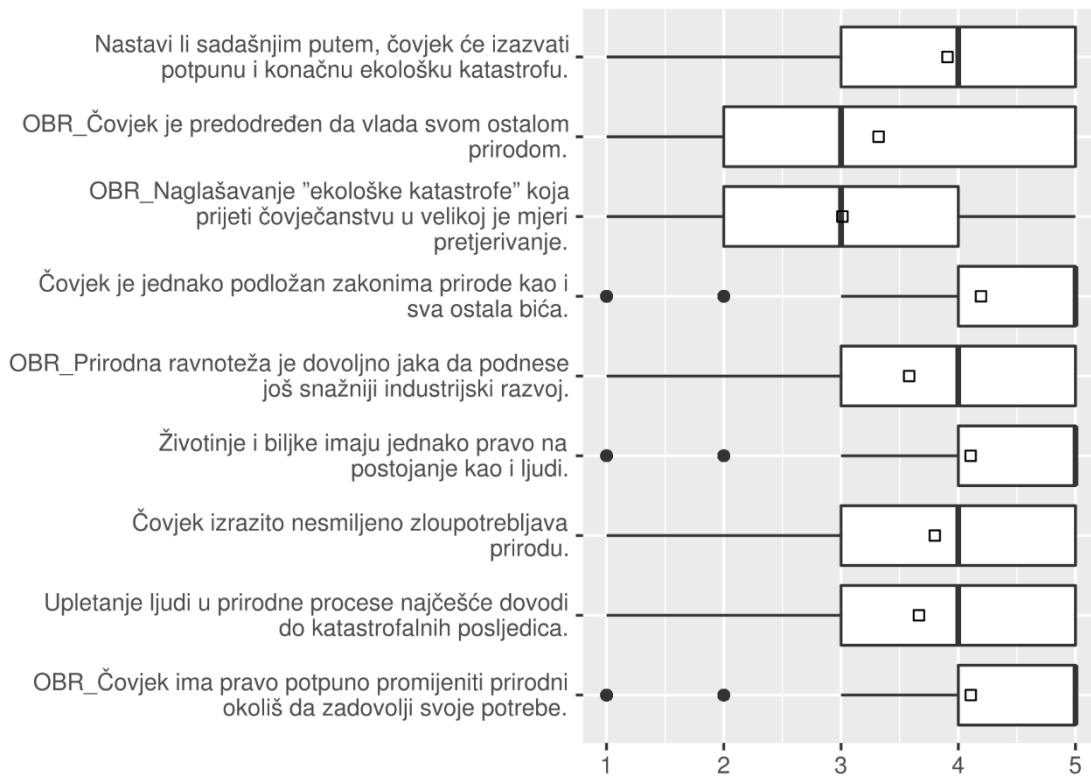 Nastavi li sadašnjim putem, čovjek će izazvati
potpunu i konačnu ekološku katastrofu.
OBR_Čovjek je predodređen da vlada svom ostalom
prirodom.
OBR_Naglašavanje ”ekološke katastrofe” koja
prijeti čovječanstvu u velikoj je mjeri
pretjerivanje.
Čovjek je jednako podložan zakonima prirode kao i
sva ostala bića.
OBR_Prirodna ravnoteža je dovoljno jaka da podnese
još snažniji industrijski razvoj.
Životinje i biljke imaju jednako pravo na
postojanje kao i ljudi.
Čovjek izrazito nesmiljeno zloupotrebljava
prirodu.
Upletanje ljudi u prirodne procese najčešće dovodi
do katastrofalnih posljedica.
OBR_Čovjek ima pravo potpuno promijeniti prirodni
okoliš da zadovolji svoje potrebe.
1 2 3 4 5